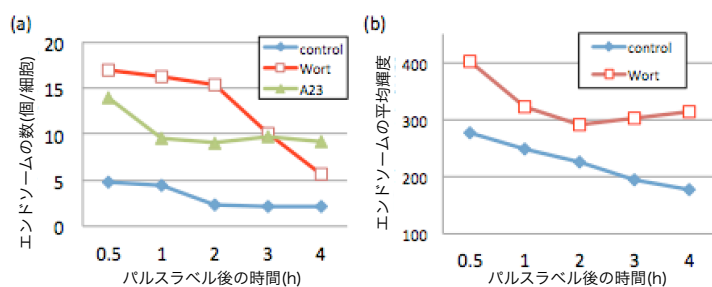 (a)
エンドソームの数(個/細胞)
20
15
10
5
0
control
Wort
A23
0.5 1 2 3 4
パルスラベル後の時間(h)
(b)
エンドソームの平均輝度
400
300
200
100
control
Wort
0.5 1 2 3 4
パルスラベル後の時間(h)